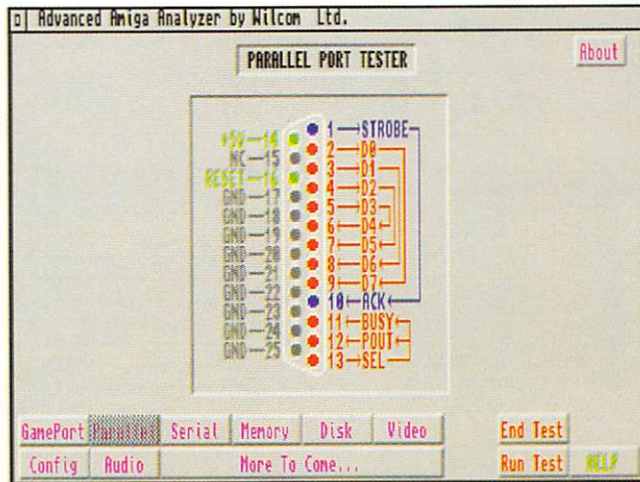 Advanced Amiga Analyzer by Wilcom Ltd.
PARALLEL PORT TESTER
About
+5V—14
NC—15
RESET—16
GND—17
GND—18
GND—19
GND—20
GND—21
GND—22
GND—23
GND—24
GND—25
1—→STROBE
2—→D0
3—→D1
4—→D2
5—→D3
6←—D4
7←—D5
8←—D6
9←—D7
10←—ACK
11←—BUSY
12←—POUT
13—→SEL
GamePort Parallel Serial Memory Disk Video End Test
Config Audio More To Come... Run Test HELP